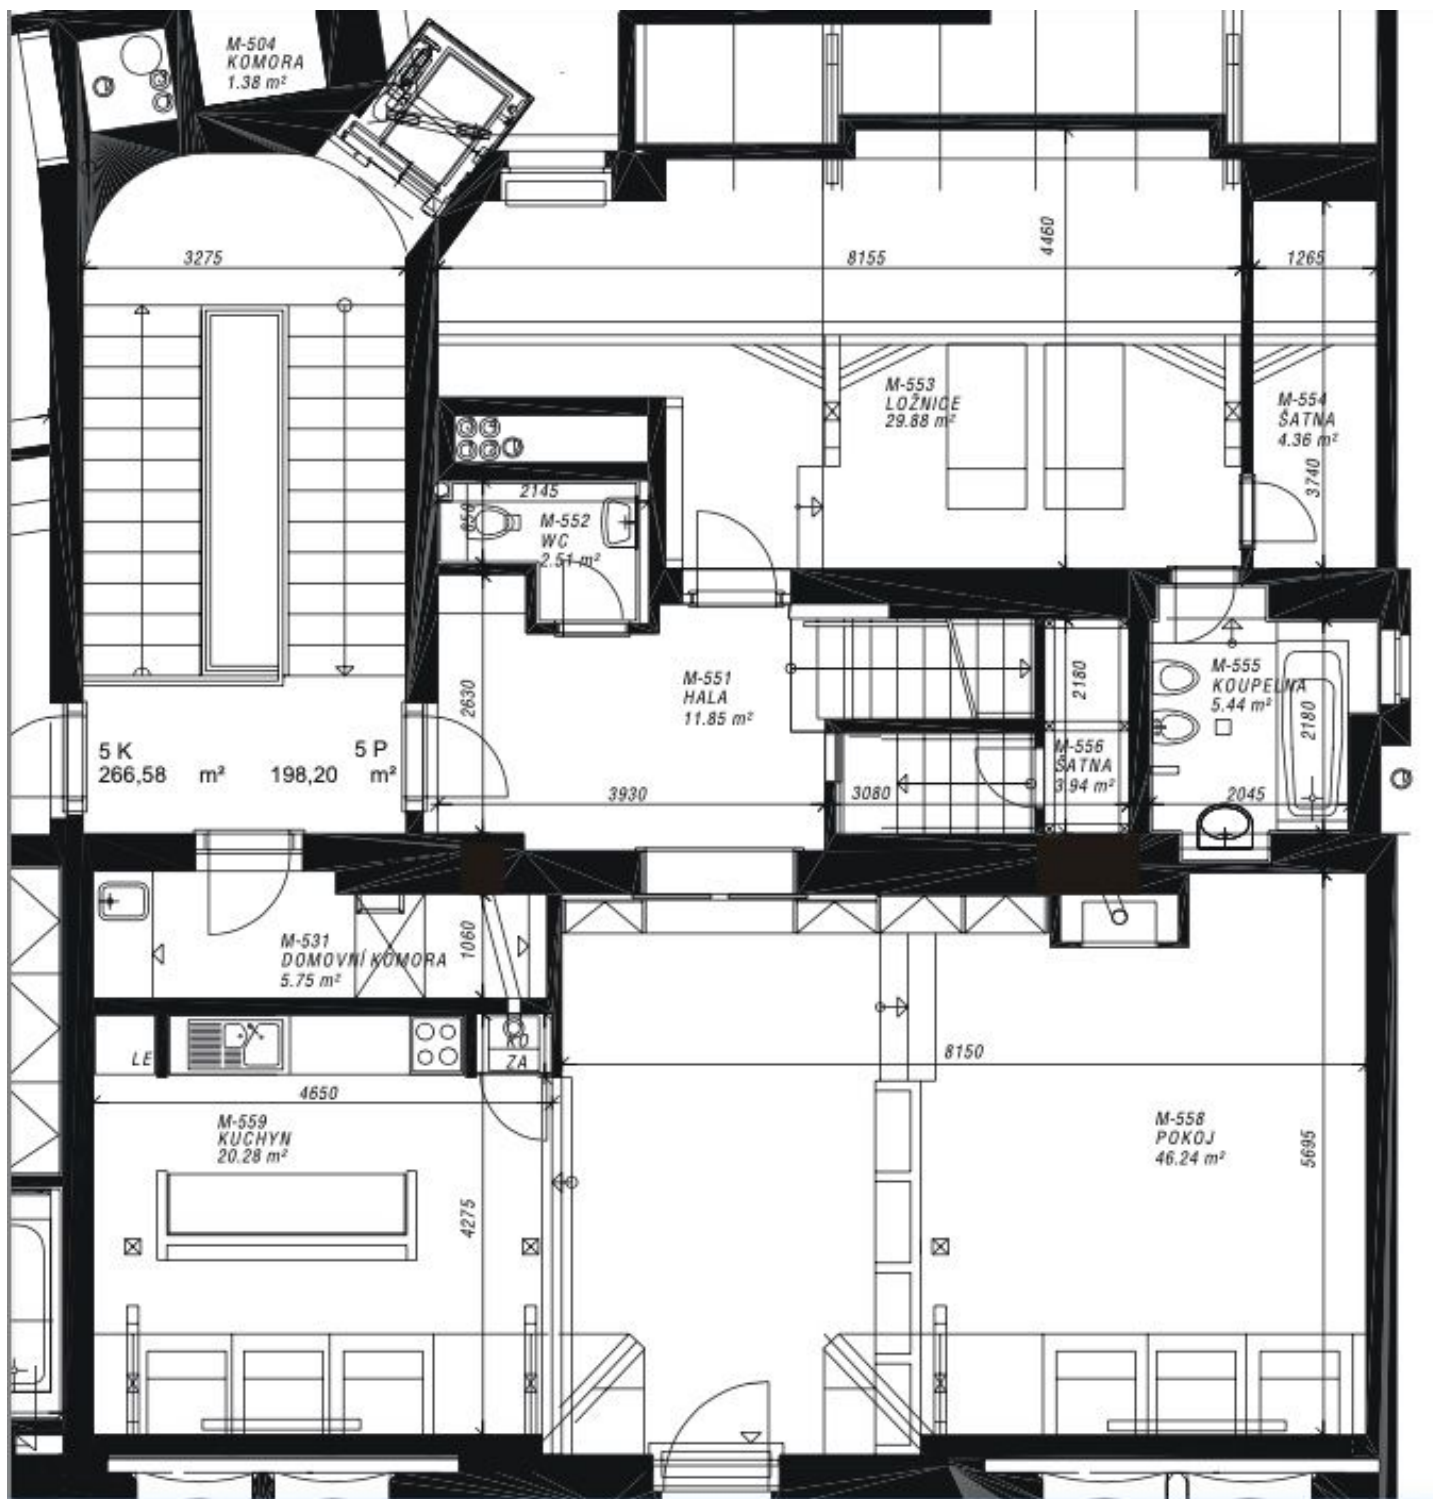 M-504
KOMORA
1.38 m²
3275
8155
4460
1265
M-553
LOŽNICE
29.88 m²
M-554
ŠATNA
4.36 m²
3740
2145
850
M-552
WC
2.51 m²
M-551
HALA
11.85 m²
2630
2180
M-555
KOUPELNA
5.44 m²
2180
M-556
ŠATNA
3.94 m²
5 K
266,58 m²
5 P
198,20 m²
3930
3080
2045
M-531
DOMOVNÍ KOMORA
5.75 m²
1060
LE
KO
ZA
8150
4650
M-559
KUCHYN
20.28 m²
M-558
POKOJ
46.24 m²
5695
4275